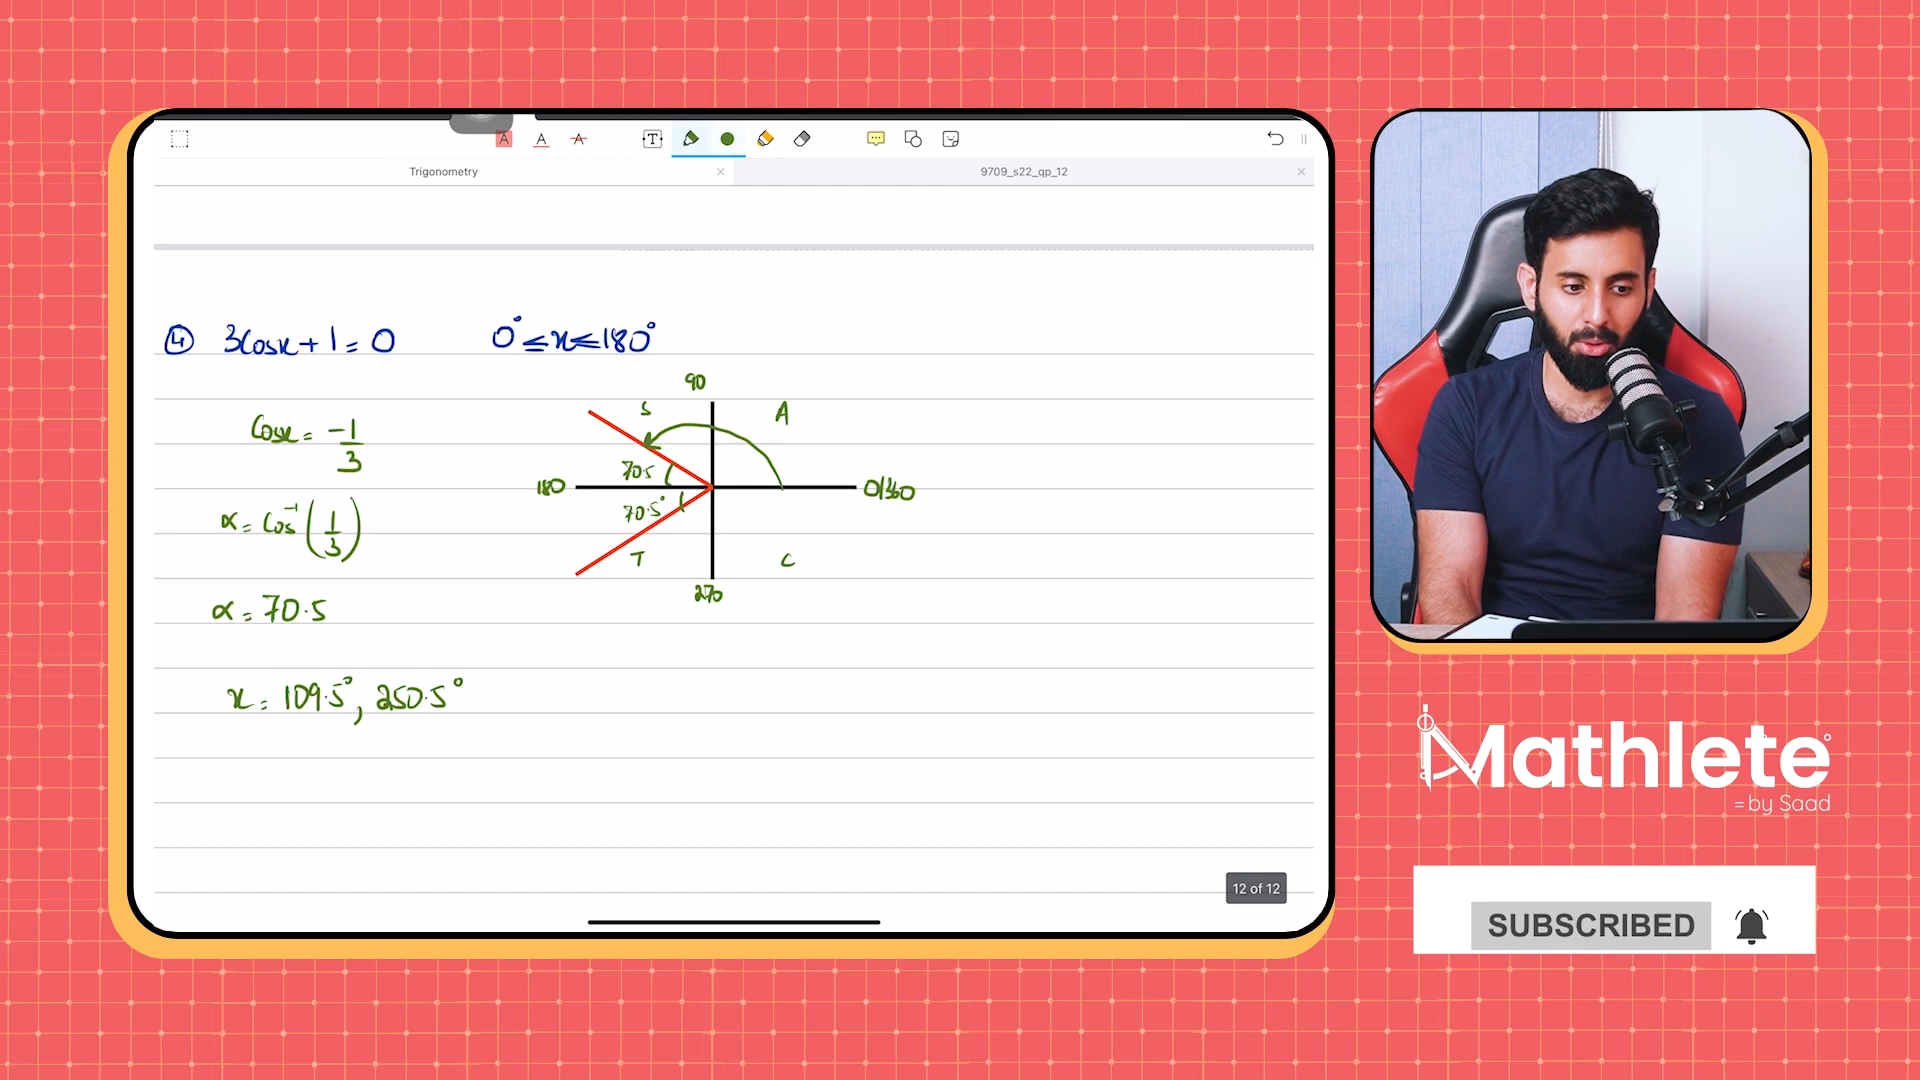 A A A T
Trigonometry
9709_s22_qp_12
④ 3cosx + 1 = 0 0° ≤ x ≤ 180°
90
S A
cosx = -1/3
70.5
180 0/360
70.5°
α = cos⁻¹(1/3)
T C
270
α = 70.5
x = 109.5°, 250.5°
12 of 12
Mathlete°
=by Saad
SUBSCRIBED